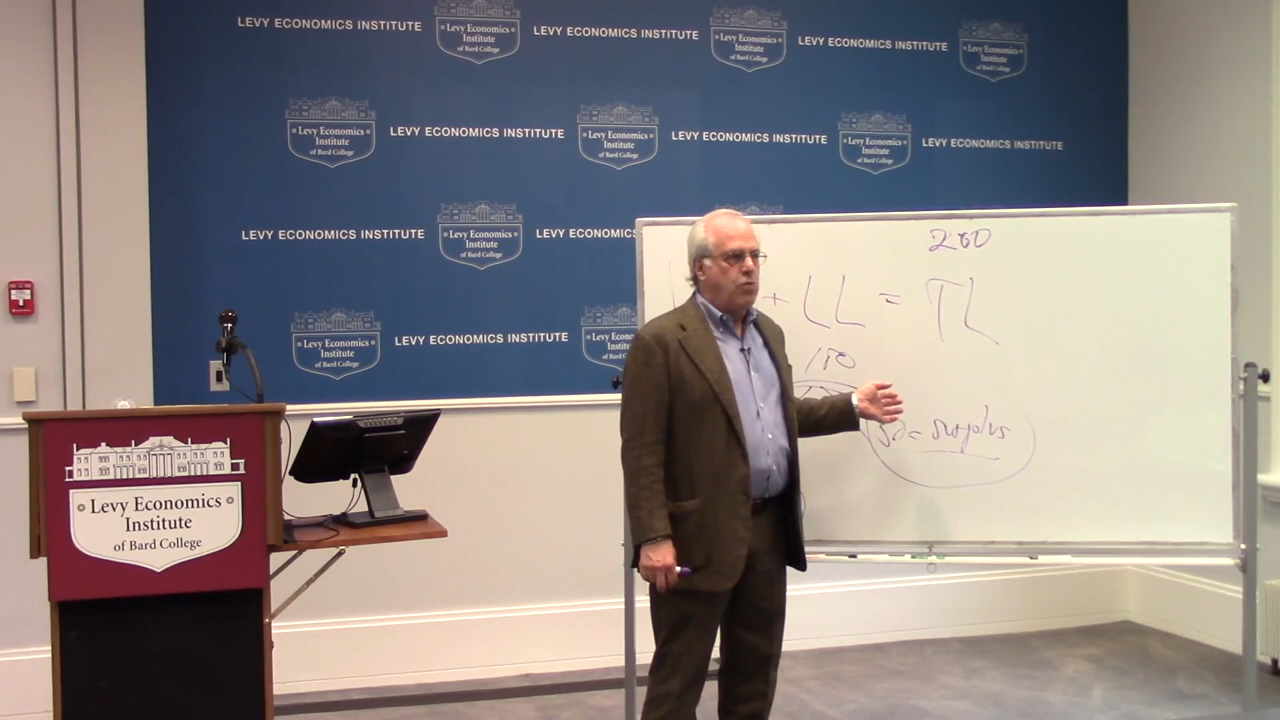 LEVY ECONOMICS INSTITUTE
Levy Economics
Institute
of Bard College
LEVY ECONOMICS INSTITUTE
Levy Economics
Institute
of Bard College
LEVY ECONOMICS INSTITUTE
Levy Economics
Institute
of Bard College
Levy Economics
Institute
of Bard College
LEVY ECONOMICS INSTITUTE
Levy Economics
Institute
of Bard College
LEVY ECONOMICS INSTITUTE
Levy Economics
Institute
of Bard College
LEVY ECONOMICS INSTITUTE
LEVY ECONOMICS INSTITUTE
Levy Economics
Institute
of Bard College
LEVY ECONOMICS
Levy Economics
Institute
of Bard College
LEVY ECONOMICS INSTITUTE
200
+ LL = TL
= surplus
Levy Economics
Institute
of Bard College